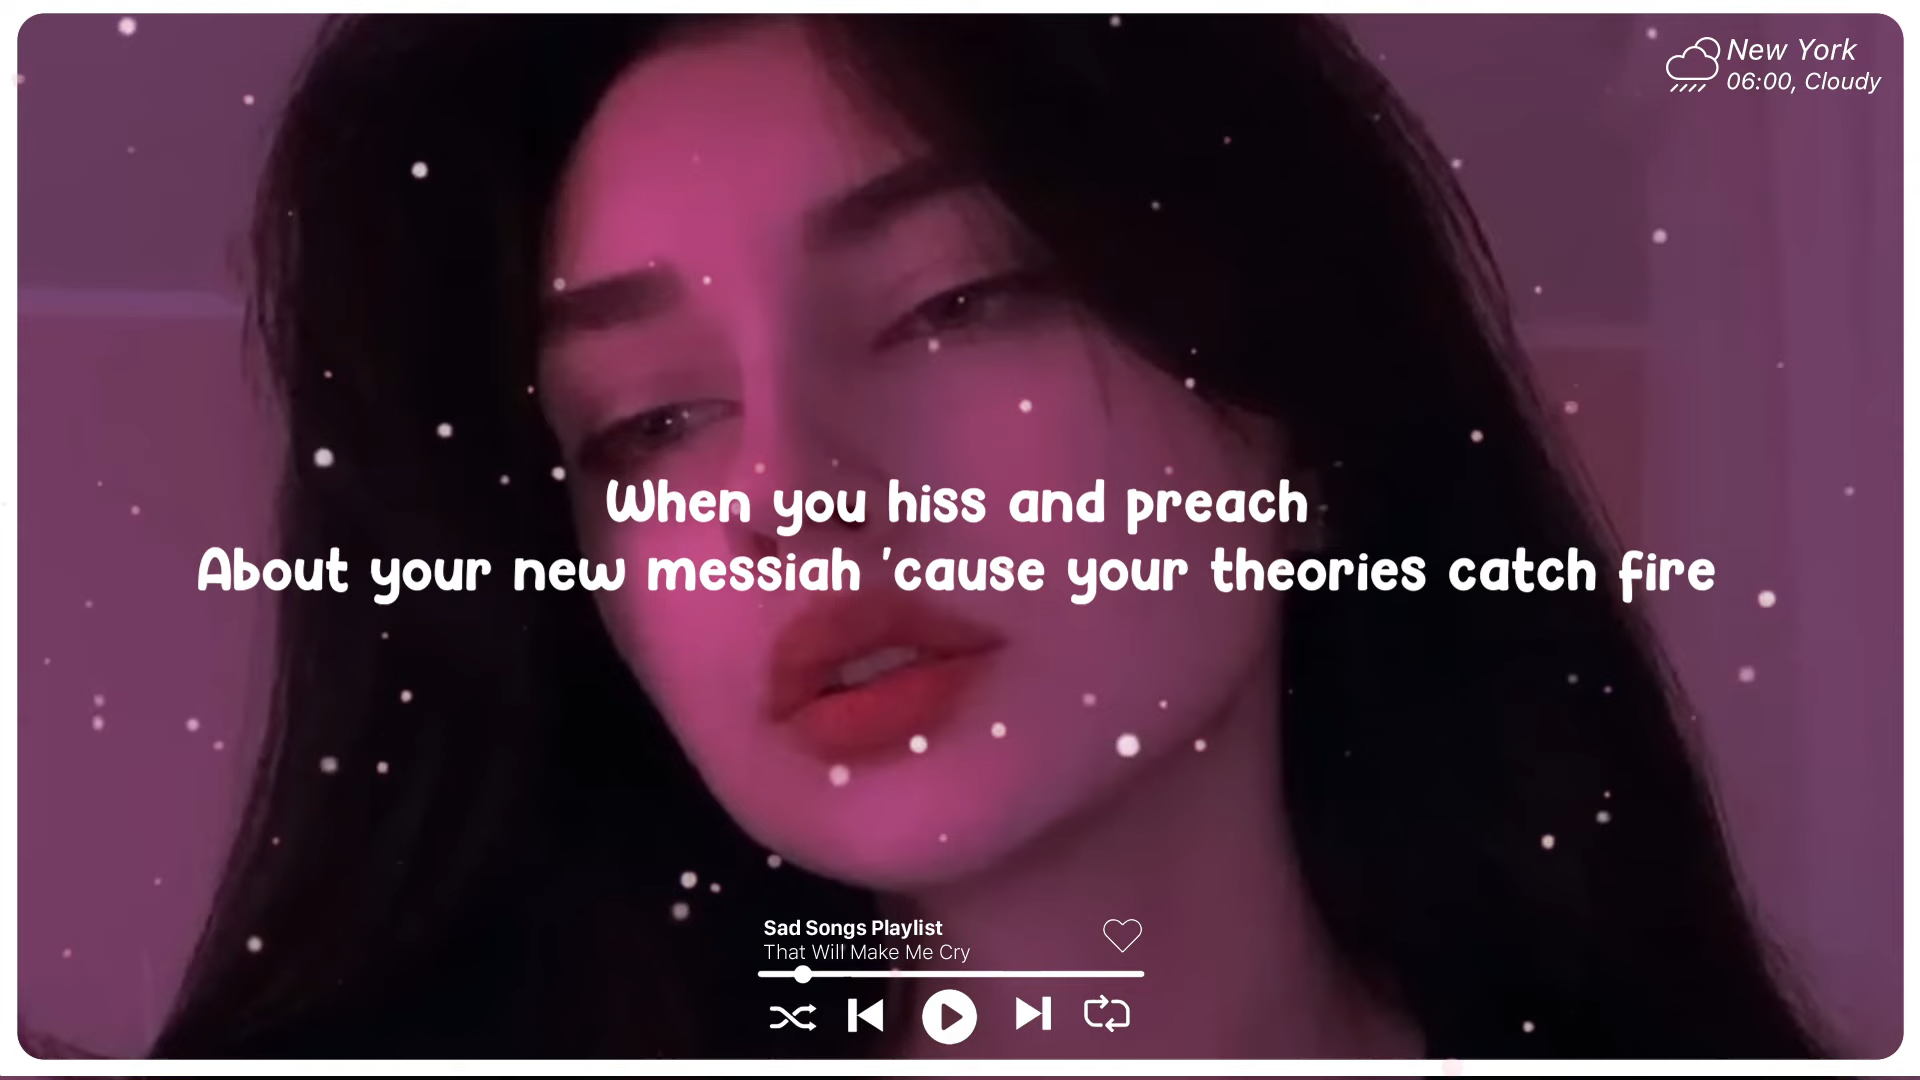 New York
06:00, Cloudy
When you hiss and preach
About your new messiah 'cause your theories catch fire
Sad Songs Playlist
That Will Make Me Cry